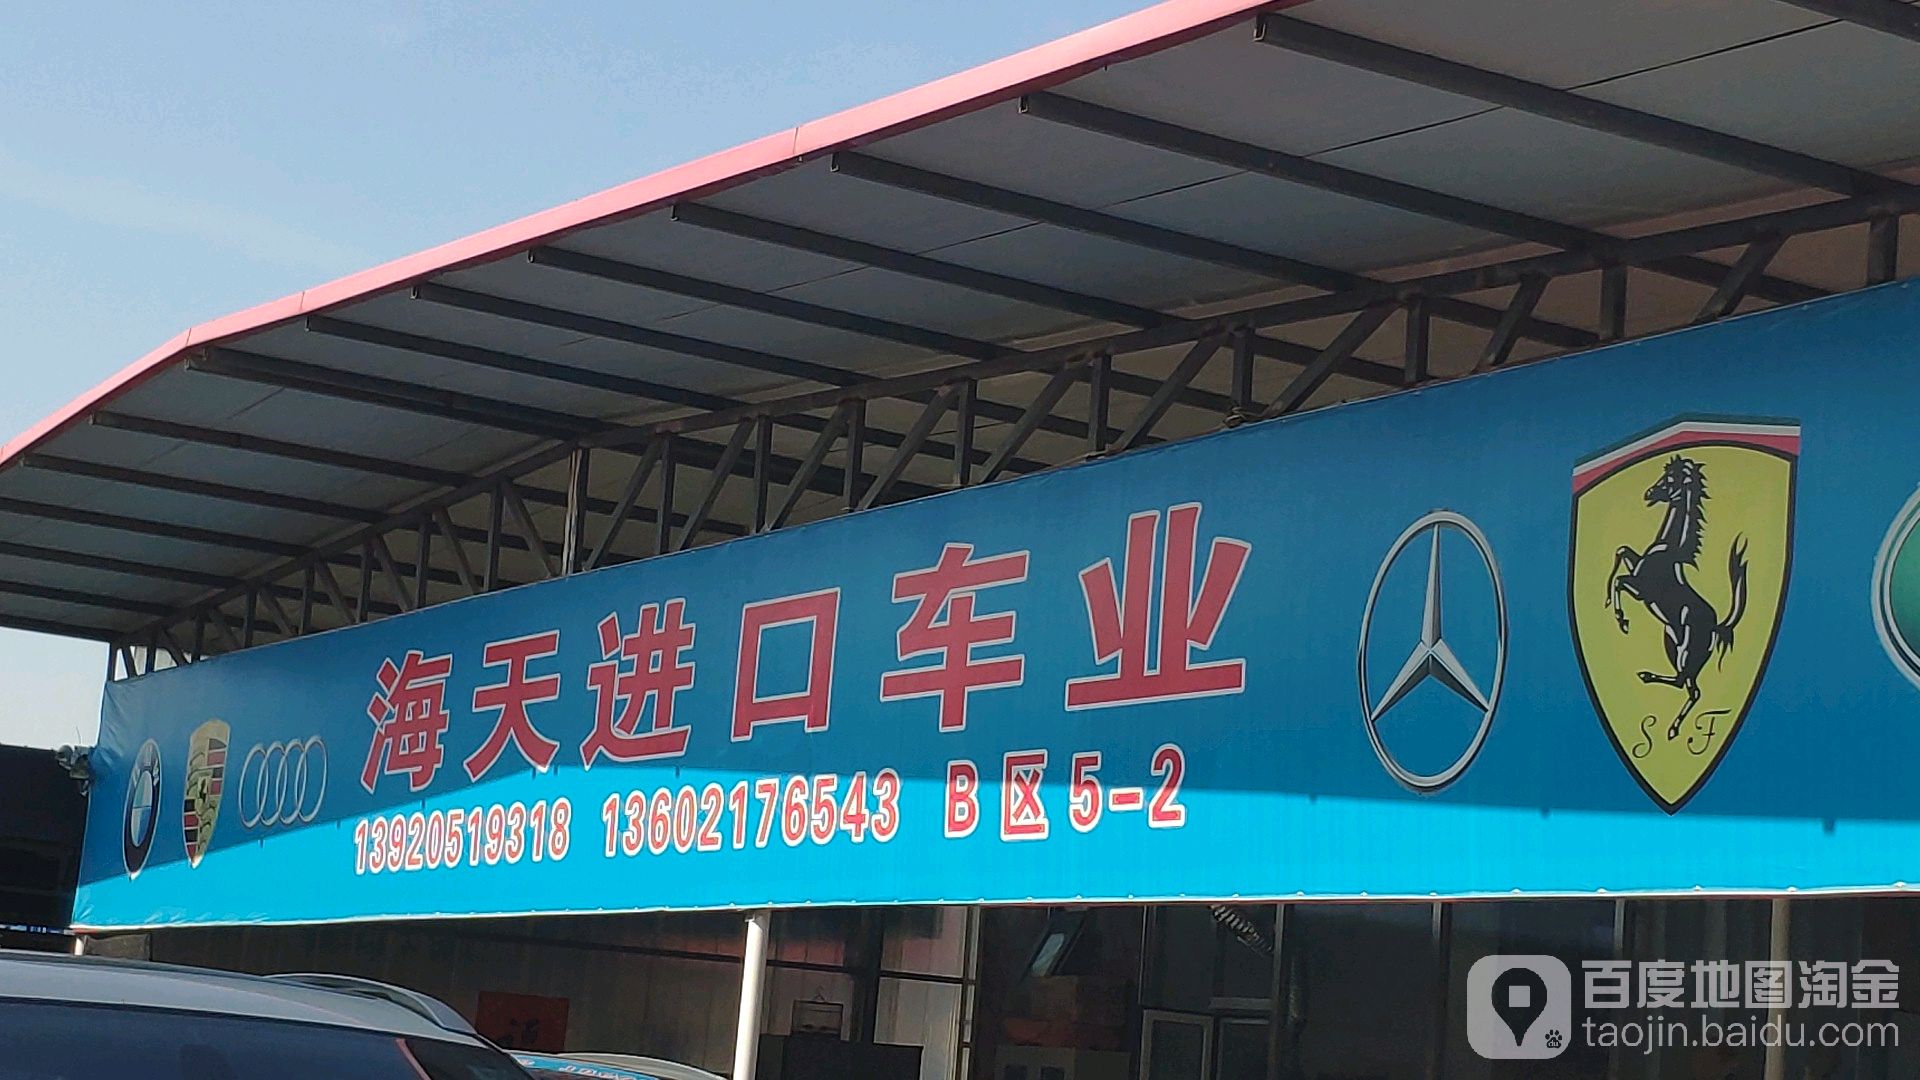 海天进口车业
13920519318 13602176543 B区5-2
S F
百度地图淘金
taojin.baidu.com